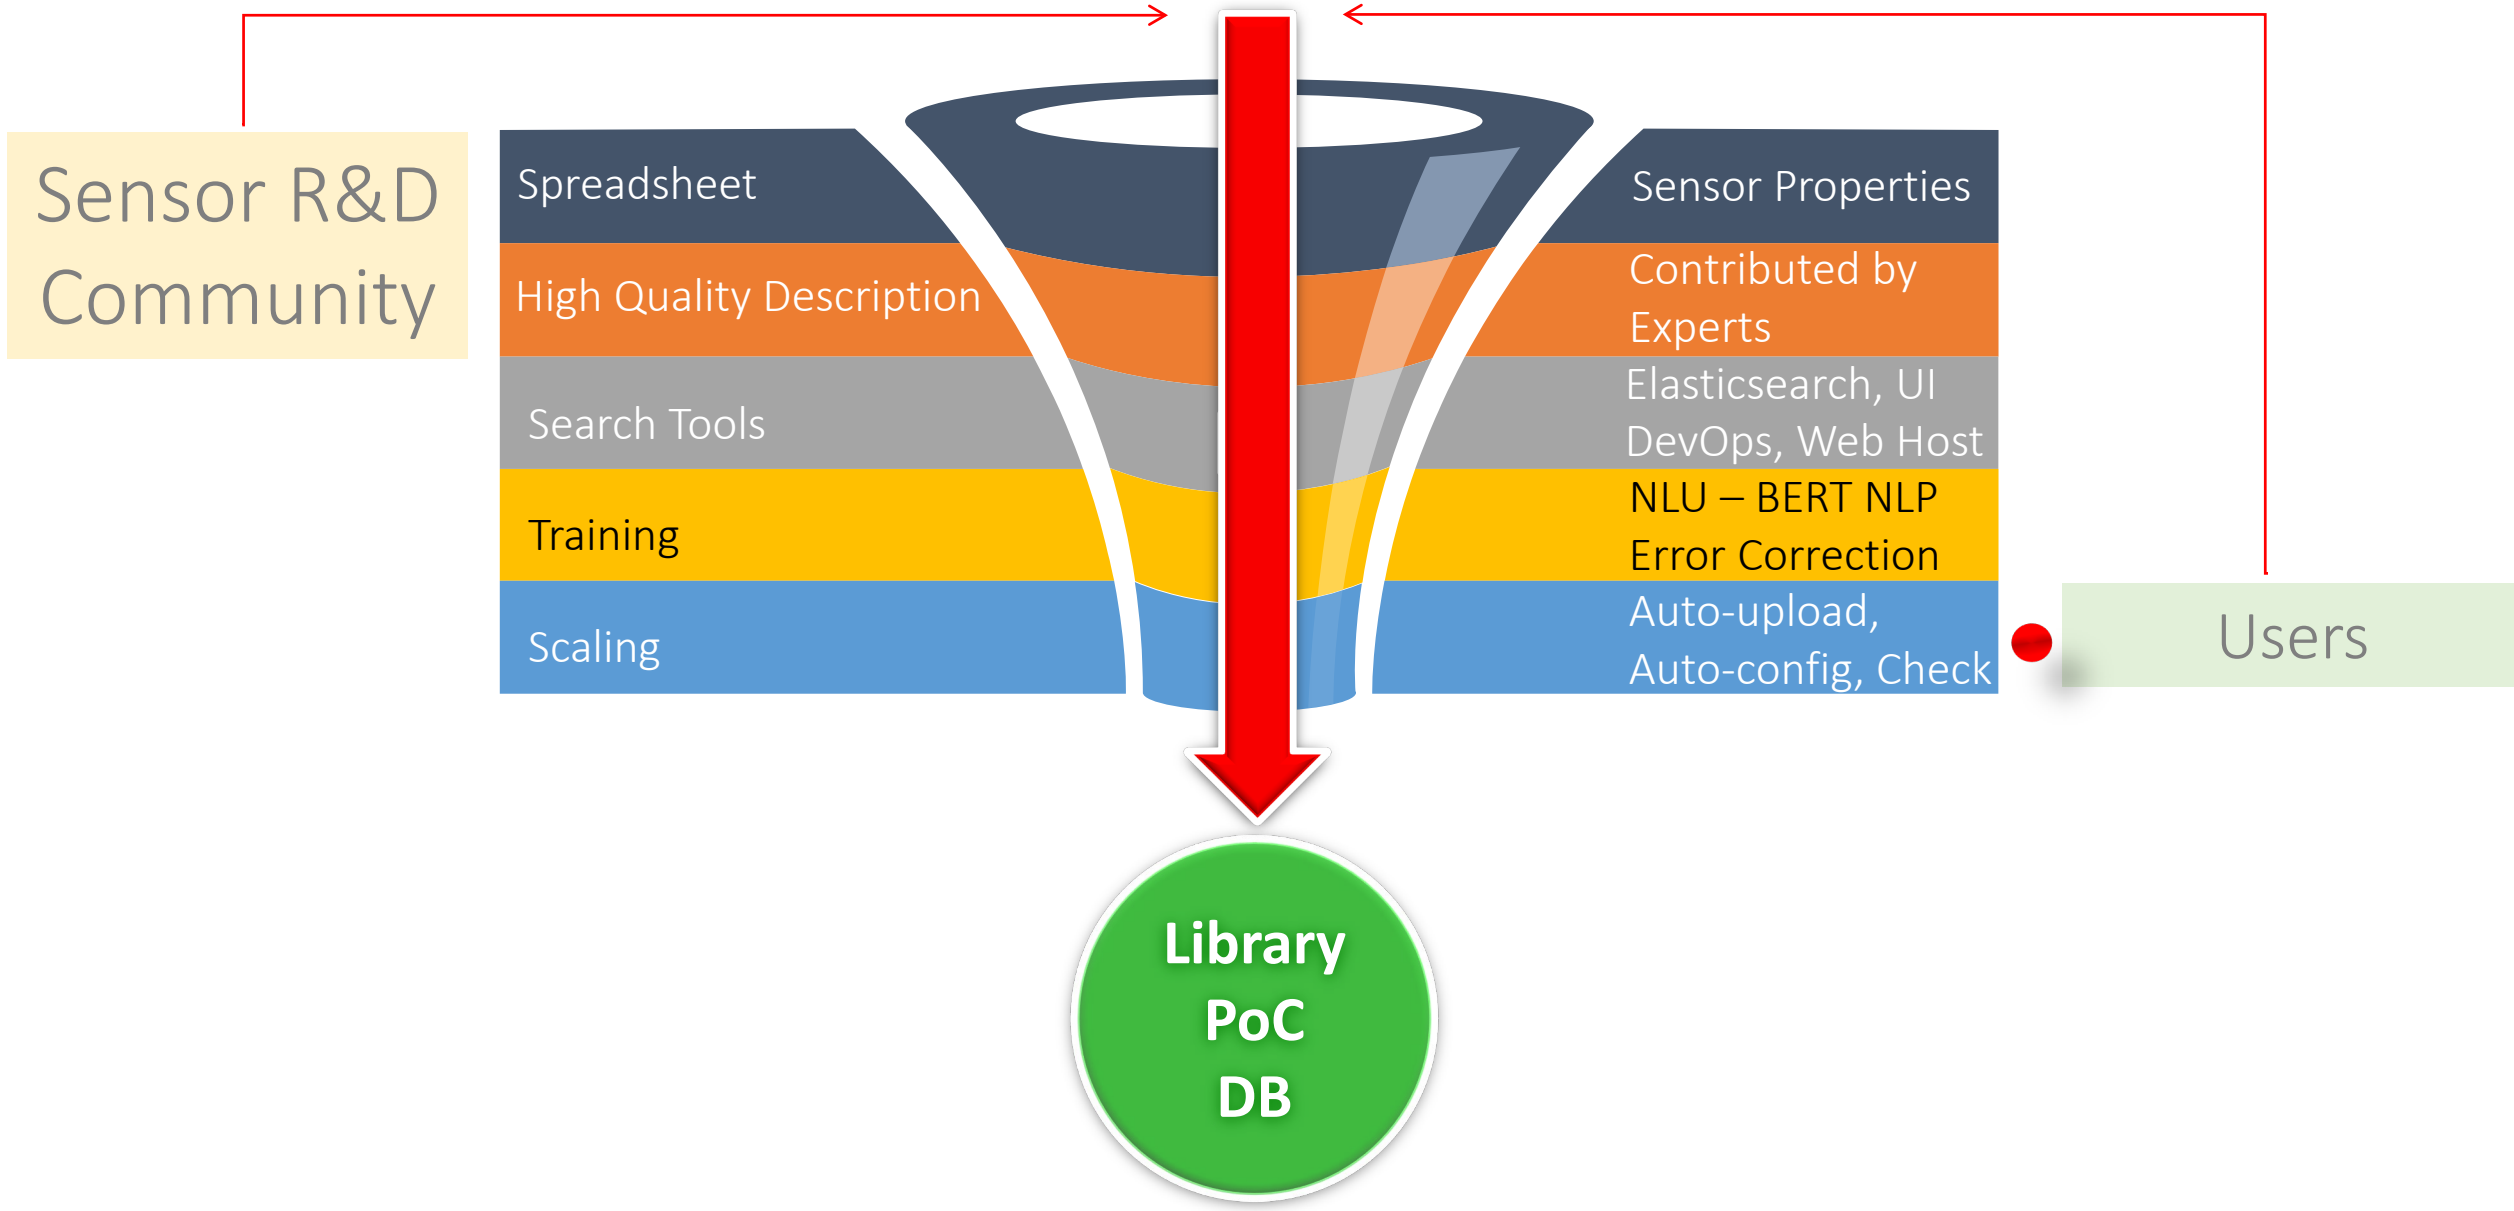 Sensor R&D
Community
Spreadsheet
Sensor Properties
High Quality Description
Contributed by
Experts
Search Tools
Elasticsearch, UI
DevOps, Web Host
Training
NLU – BERT NLP
Error Correction
Scaling
Auto-upload,
Auto-config, Check
Users
Library
PoC
DB